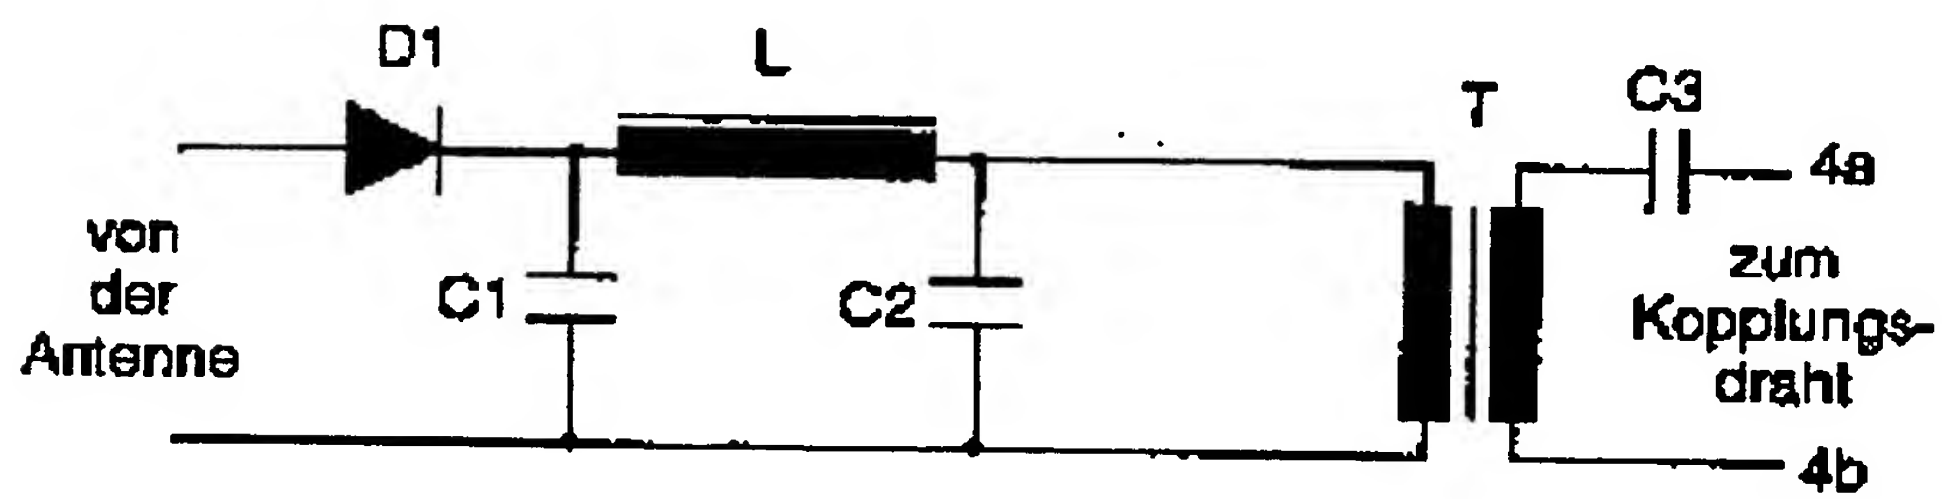 D1
L
T
C3
4a
von
der
Antenne
C1
C2
zum
Kopplungs-
draht
4b